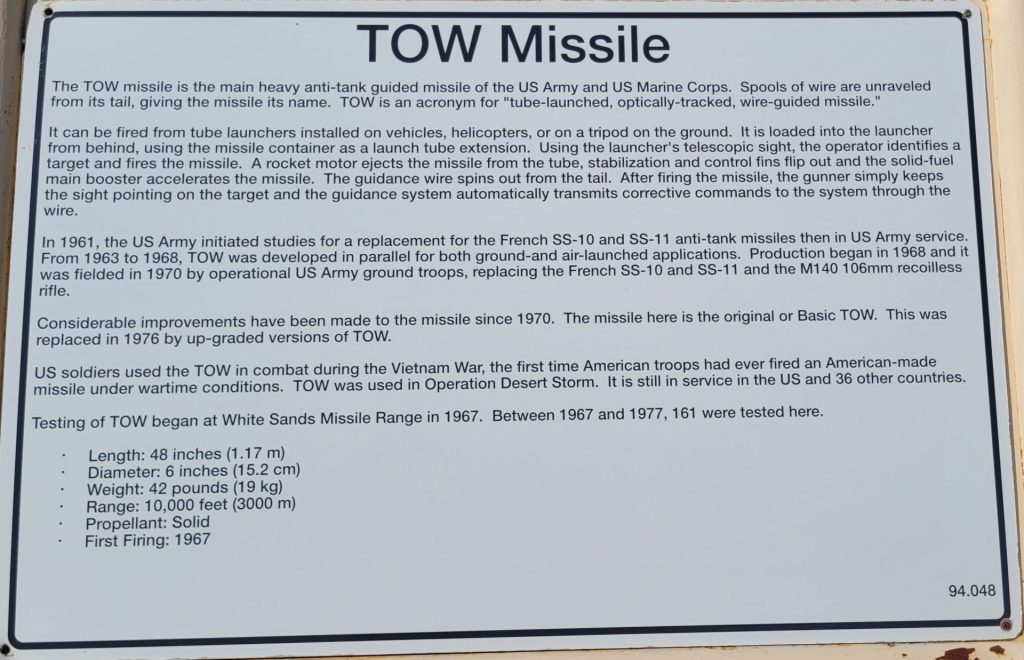 TOW Missile
The TOW missile is the main heavy anti-tank guided missile of the US Army and US Marine Corps.  Spools of wire are unraveled
from its tail, giving the missile its name.  TOW is an acronym for "tube-launched, optically-tracked, wire-guided missile."
It can be fired from tube launchers installed on vehicles, helicopters, or on a tripod on the ground.  It is loaded into the launcher
from behind, using the missile container as a launch tube extension.  Using the launcher's telescopic sight, the operator identifies a
target and fires the missile.  A rocket motor ejects the missile from the tube, stabilization and control fins flip out and the solid-fuel
main booster accelerates the missile.  The guidance wire spins out from the tail.  After firing the missile, the gunner simply keeps
the sight pointing on the target and the guidance system automatically transmits corrective commands to the system through the
wire.
In 1961, the US Army initiated studies for a replacement for the French SS-10 and SS-11 anti-tank missiles then in US Army service.
From 1963 to 1968, TOW was developed in parallel for both ground-and air-launched applications.  Production began in 1968 and it
was fielded in 1970 by operational US Army ground troops, replacing the French SS-10 and SS-11 and the M140 106mm recoilless
rifle.
Considerable improvements have been made to the missile since 1970.  The missile here is the original or Basic TOW.  This was
replaced in 1976 by up-graded versions of TOW.
US soldiers used the TOW in combat during the Vietnam War, the first time American troops had ever fired an American-made
missile under wartime conditions.  TOW was used in Operation Desert Storm.  It is still in service in the US and 36 other countries.
Testing of TOW began at White Sands Missile Range in 1967.  Between 1967 and 1977, 161 were tested here.
· Length: 48 inches (1.17 m)
· Diameter: 6 inches (15.2 cm)
· Weight: 42 pounds (19 kg)
· Range: 10,000 feet (3000 m)
· Propellant: Solid
· First Firing: 1967
94.048